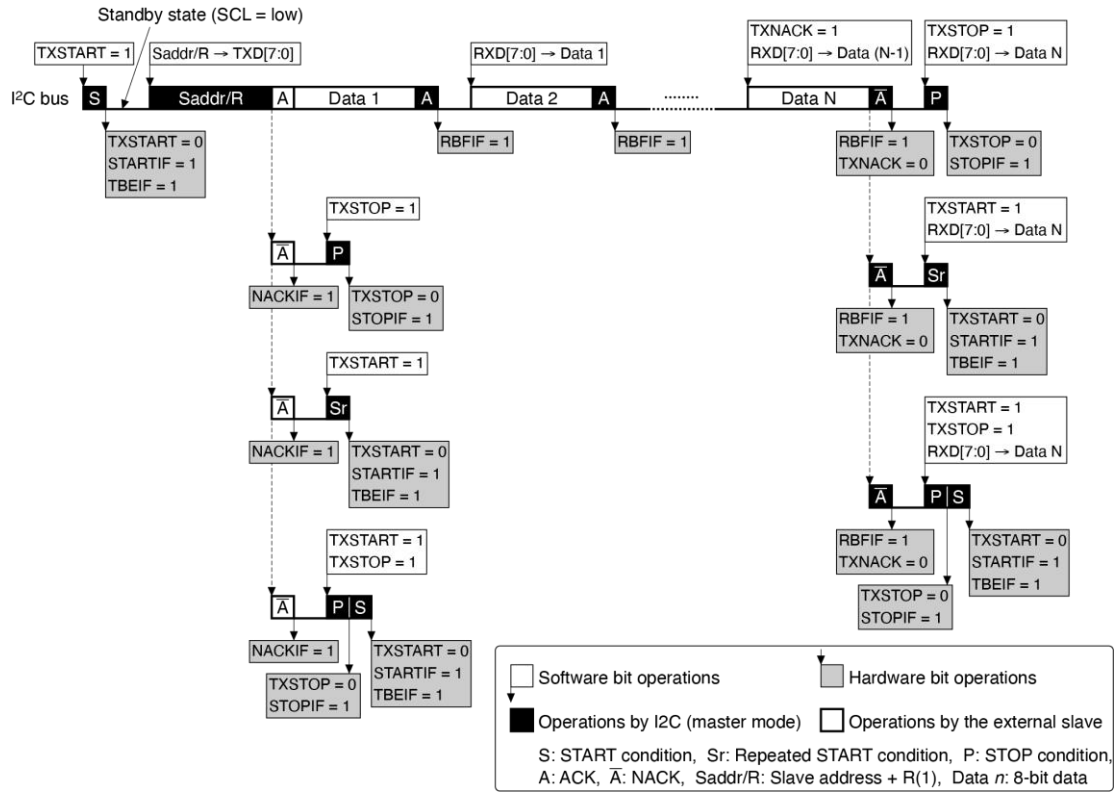 Standby state (SCL = low)
TXSTART = 1
Saddr/R → TXD[7:0]
RXD[7:0] → Data 1
TXNACK = 1
RXD[7:0] → Data (N-1)
TXSTOP = 1
RXD[7:0] → Data N
I²C bus
S
Saddr/R
A
Data 1
A
Data 2
A
........
Data N
A̅
P
TXSTART = 0
STARTIF = 1
TBEIF = 1
RBFIF = 1
RBFIF = 1
RBFIF = 1
TXNACK = 0
TXSTOP = 0
STOPIF = 1
TXSTOP = 1
A̅
P
NACKIF = 1
TXSTOP = 0
STOPIF = 1
TXSTART = 1
RXD[7:0] → Data N
A̅
Sr
RBFIF = 1
TXNACK = 0
TXSTART = 0
STARTIF = 1
TBEIF = 1
TXSTART = 1
A̅
Sr
NACKIF = 1
TXSTART = 0
STARTIF = 1
TBEIF = 1
TXSTART = 1
TXSTOP = 1
RXD[7:0] → Data N
A̅
P
S
RBFIF = 1
TXNACK = 0
TXSTOP = 0
STOPIF = 1
TXSTART = 0
STARTIF = 1
TBEIF = 1
TXSTART = 1
TXSTOP = 1
A̅
P
S
NACKIF = 1
TXSTOP = 0
STOPIF = 1
TXSTART = 0
STARTIF = 1
TBEIF = 1
Software bit operations
Hardware bit operations
Operations by I2C (master mode)
Operations by the external slave
S: START condition, Sr: Repeated START condition, P: STOP condition,
A: ACK, A̅: NACK, Saddr/R: Slave address + R(1), Data n: 8-bit data